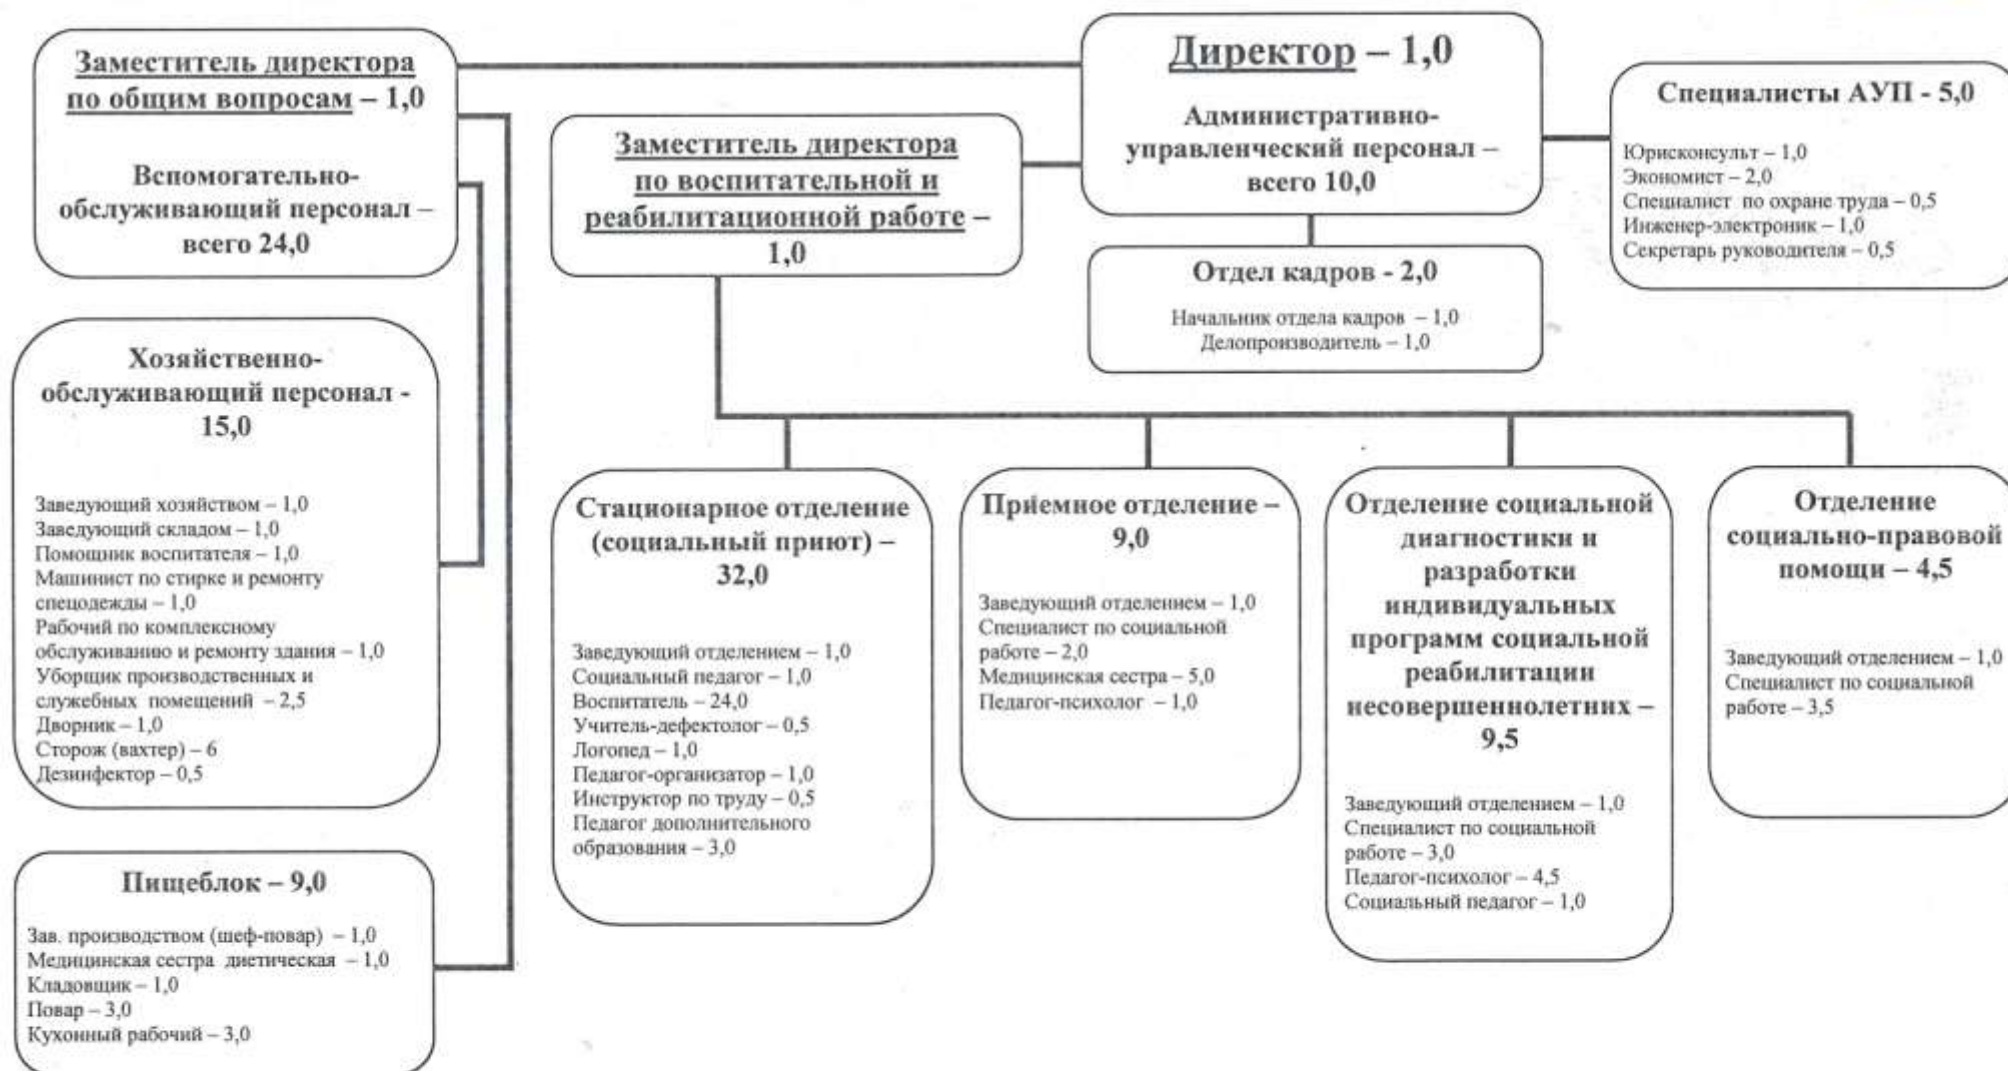 Заместитель директора
по общим вопросам – 1,0
Вспомогательно-
обслуживающий персонал –
всего 24,0
Директор – 1,0
Административно-
управленческий персонал –
всего 10,0
Специалисты АУП - 5,0
Юрисконсульт – 1,0
Экономист – 2,0
Специалист по охране труда – 0,5
Инженер-электроник – 1,0
Секретарь руководителя – 0,5
Заместитель директора
по воспитательной и
реабилитационной работе –
1,0
Отдел кадров - 2,0
Начальник отдела кадров – 1,0
Делопроизводитель – 1,0
Хозяйственно-
обслуживающий персонал -
15,0
Заведующий хозяйством – 1,0
Заведующий складом – 1,0
Помощник воспитателя – 1,0
Машинист по стирке и ремонту
спецодежды – 1,0
Рабочий по комплексному
обслуживанию и ремонту здания – 1,0
Уборщик производственных и
служебных помещений – 2,5
Дворник – 1,0
Сторож (вахтер) – 6
Дезинфектор – 0,5
Пищеблок – 9,0
Зав. производством (шеф-повар) – 1,0
Медицинская сестра диетическая – 1,0
Кладовщик – 1,0
Повар – 3,0
Кухонный рабочий – 3,0
Стационарное отделение
(социальный приют) –
32,0
Заведующий отделением – 1,0
Социальный педагог – 1,0
Воспитатель – 24,0
Учитель-дефектолог – 0,5
Логопед – 1,0
Педагог-организатор – 1,0
Инструктор по труду – 0,5
Педагог дополнительного
образования – 3,0
Приемное отделение –
9,0
Заведующий отделением – 1,0
Специалист по социальной
работе – 2,0
Медицинская сестра – 5,0
Педагог-психолог – 1,0
Отделение социальной
диагностики и
разработки
индивидуальных
программ социальной
реабилитации
несовершеннолетних –
9,5
Заведующий отделением – 1,0
Специалист по социальной
работе – 3,0
Педагог-психолог – 4,5
Социальный педагог – 1,0
Отделение
социально-правовой
помощи – 4,5
Заведующий отделением – 1,0
Специалист по социальной
работе – 3,5